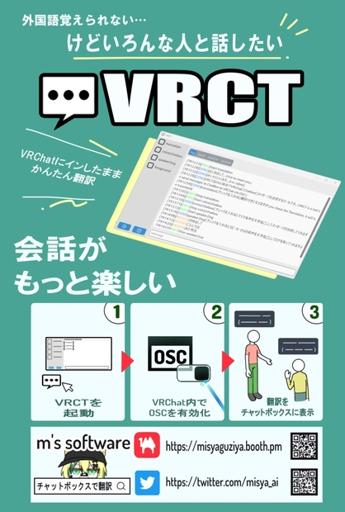 外国語覚えられない…
けどいろんな人と話したい
VRCT
VRChatにインしたまま
かんたん翻訳
会話が
もっと楽しい
1
2
3
OSC
VRCTを
起動
VRChat内で
OSCを有効化
翻訳を
チャットボックスに表示
m's software
https://misyaguziya.booth.pm
チャットボックスで翻訳
https://twitter.com/misya_ai